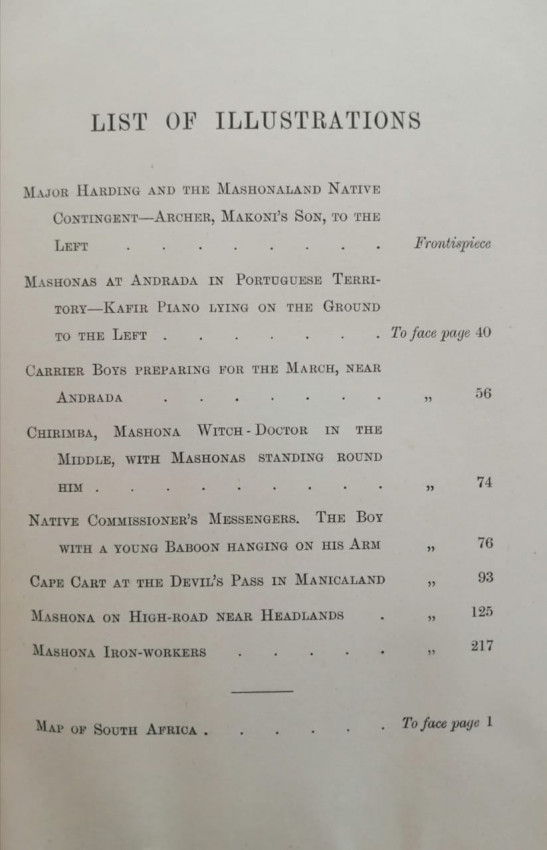 LIST OF ILLUSTRATIONS
Major Harding and the Mashonaland Native
Contingent—Archer, Makoni's Son, to the
Left . . . . . . . . Frontispiece
Mashonas at Andrada in Portuguese Terri-
tory—Kafir Piano lying on the Ground
to the Left . . . . . . . To face page 40
Carrier Boys preparing for the March, near
Andrada . . . . . . . „ 56
Chirimba, Mashona Witch-Doctor in the
Middle, with Mashonas standing round
him . . . . . . . . . „ 74
Native Commissioner's Messengers. The Boy
with a young Baboon hanging on his Arm „ 76
Cape Cart at the Devil's Pass in Manicaland „ 93
Mashona on High-road near Headlands . „ 125
Mashona Iron-workers . . . . . „ 217
Map of South Africa . . . . . . To face page 1